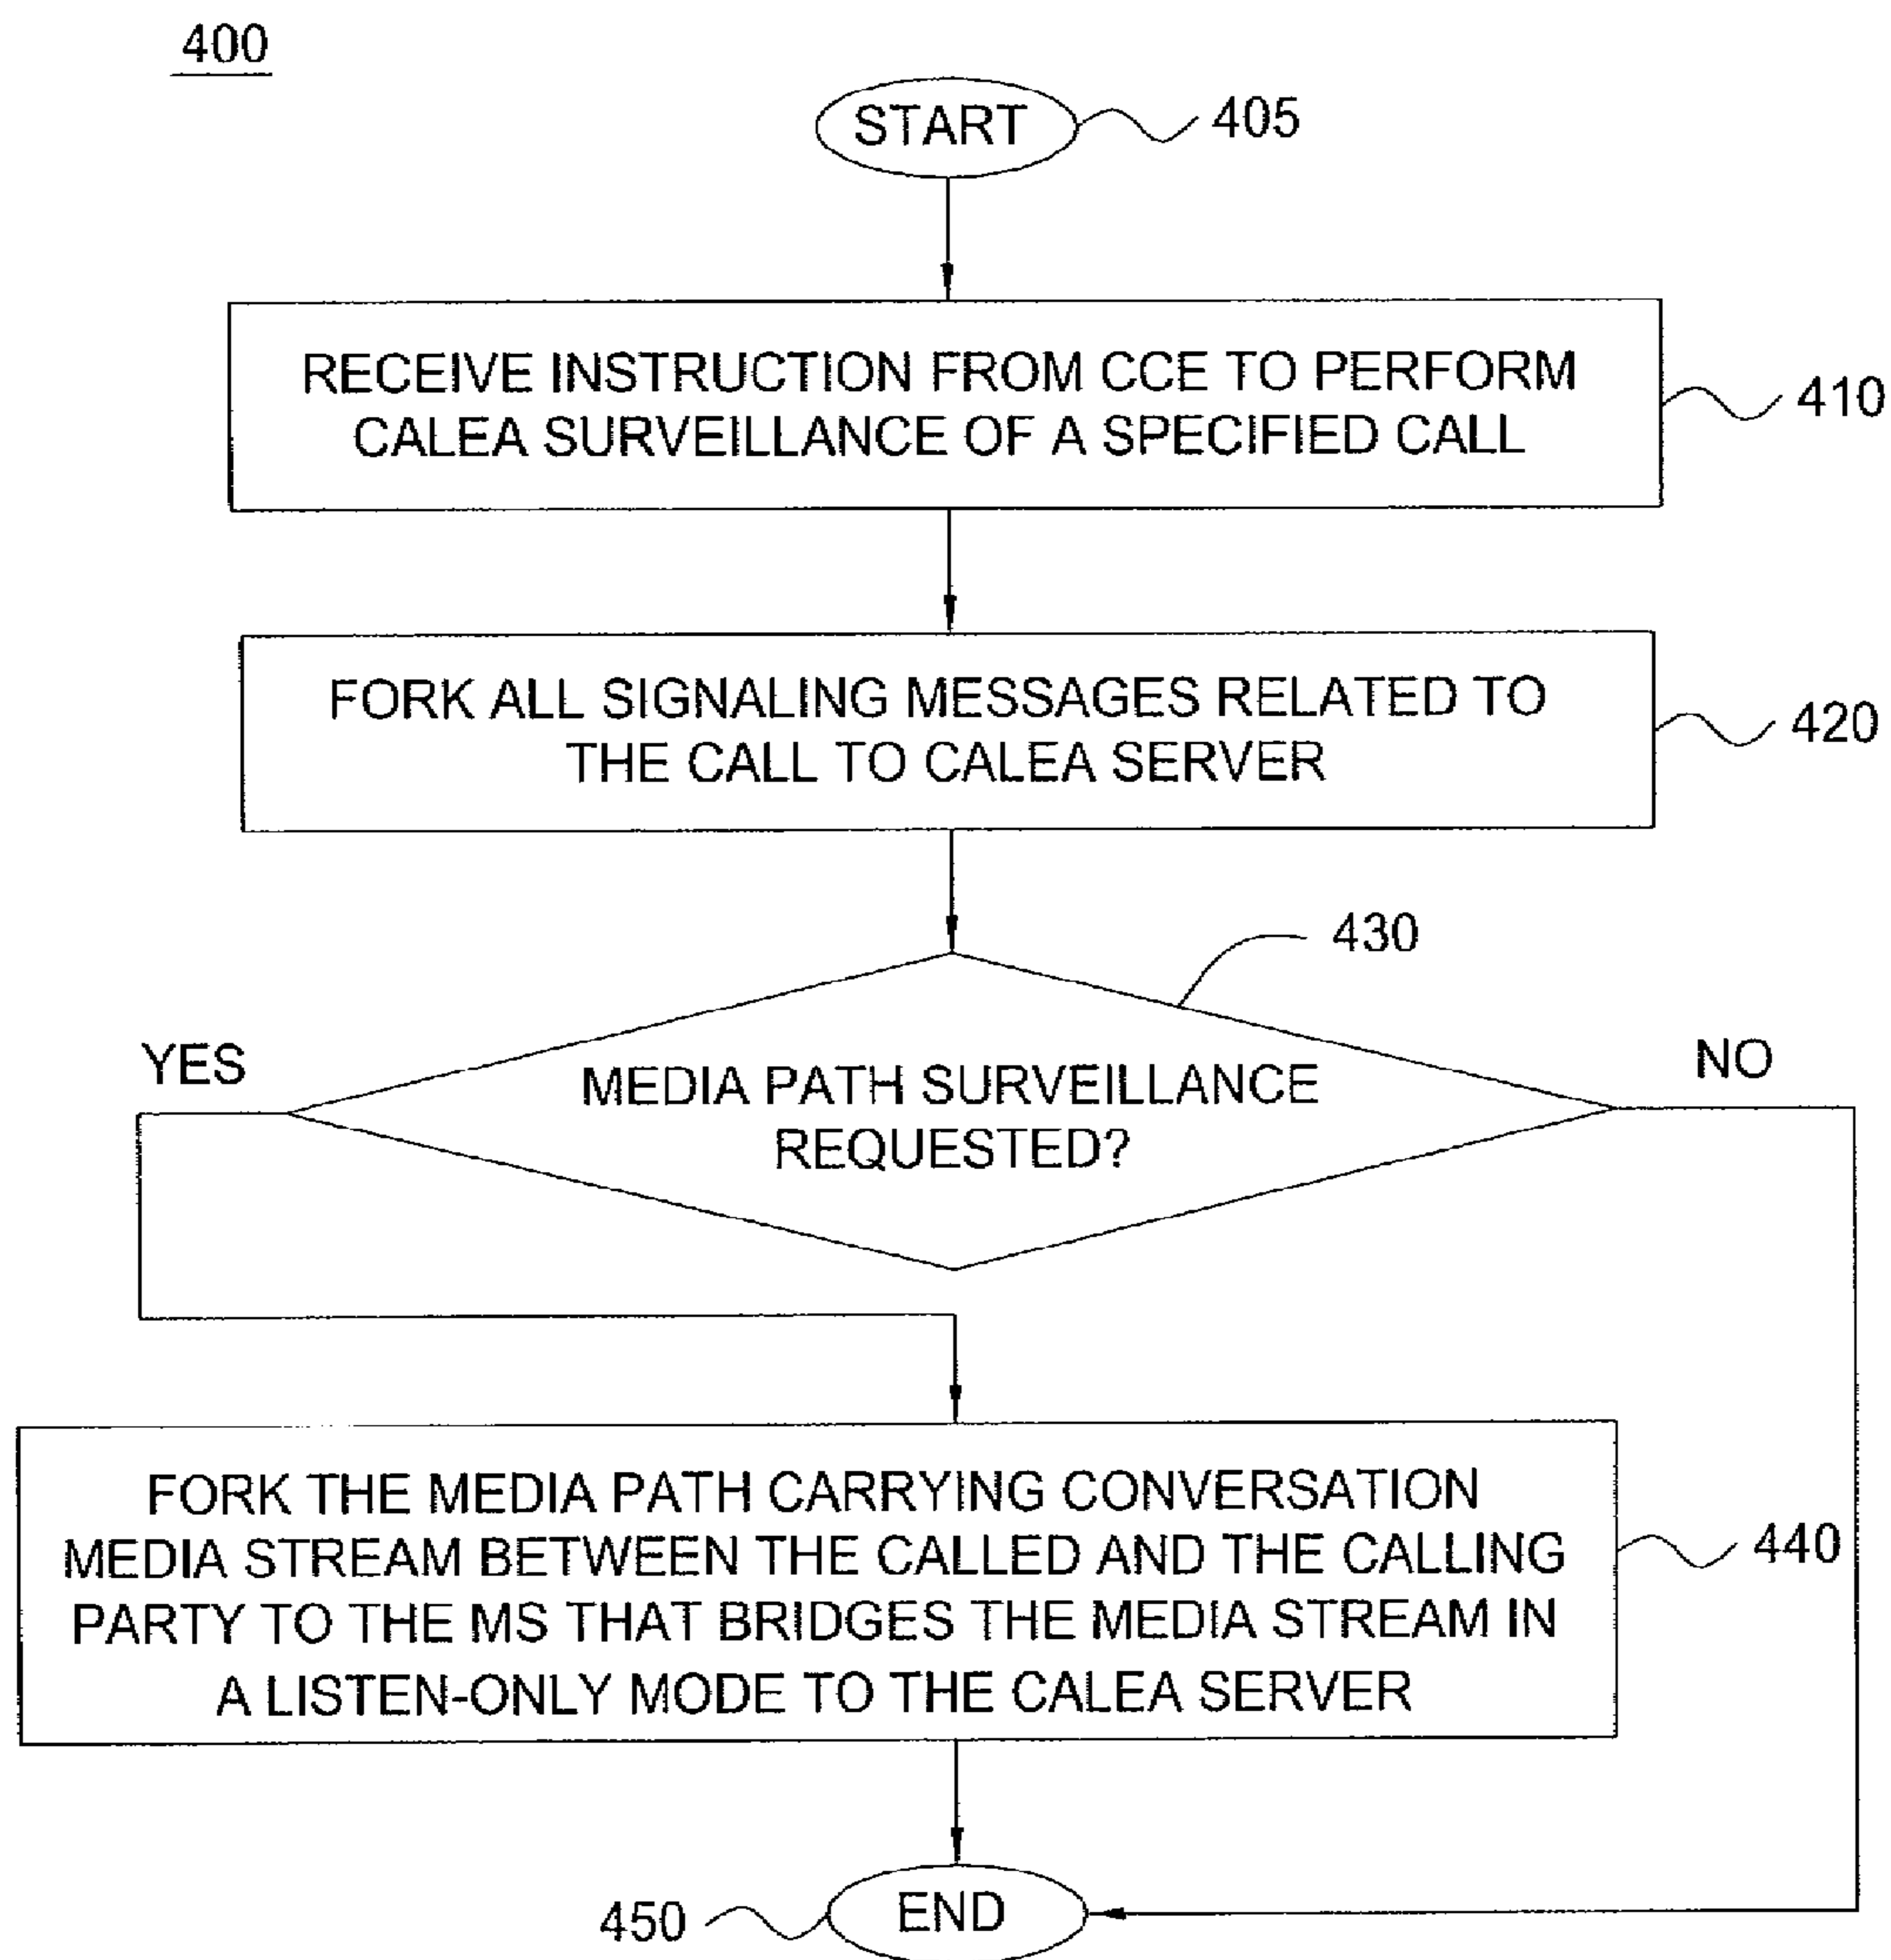 400
START
405
RECEIVE INSTRUCTION FROM CCE TO PERFORM
CALEA SURVEILLANCE OF A SPECIFIED CALL
410
FORK ALL SIGNALING MESSAGES RELATED TO
THE CALL TO CALEA SERVER
420
430
YES
NO
MEDIA PATH SURVEILLANCE
REQUESTED?
FORK THE MEDIA PATH CARRYING CONVERSATION
MEDIA STREAM BETWEEN THE CALLED AND THE CALLING
PARTY TO THE MS THAT BRIDGES THE MEDIA STREAM IN
A LISTEN-ONLY MODE TO THE CALEA SERVER
440
450
END